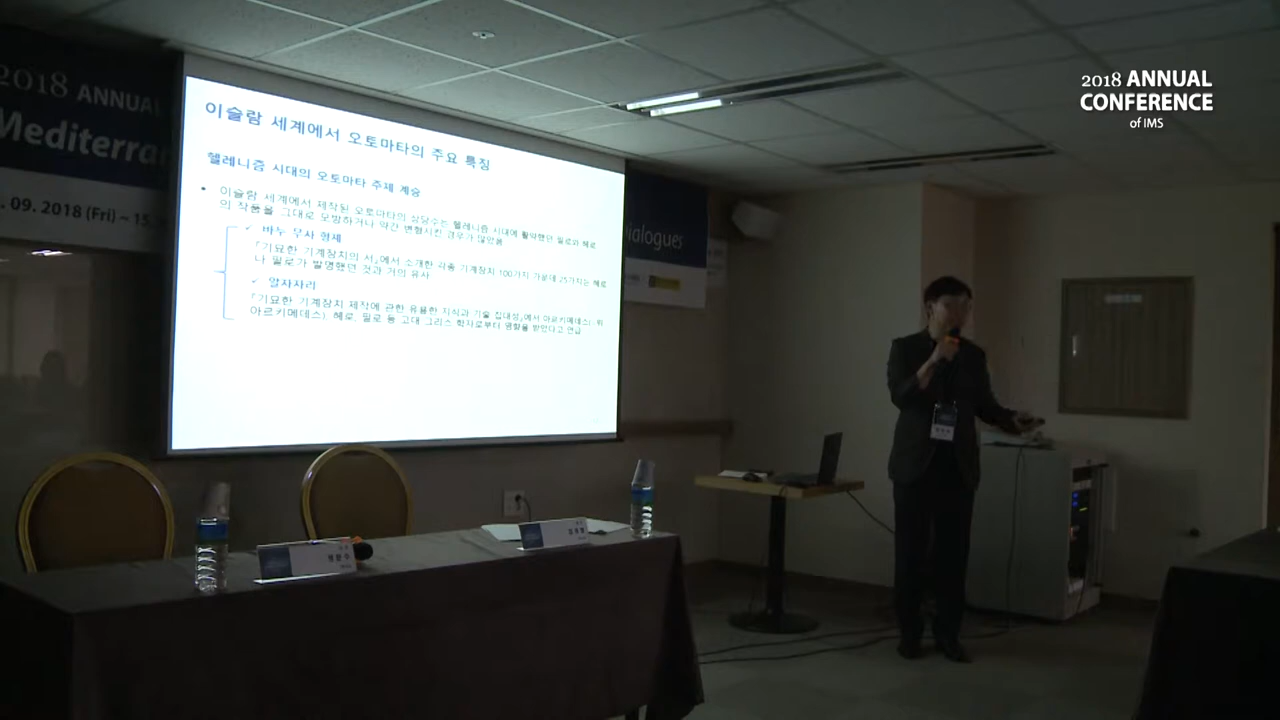 2018 ANNUAL
CONFERENCE
of IMS
2018 ANNUAL
Mediterra
. 09. 2018 (Fri) ~ 15.
ialogues
이슬람 세계에서 오토마타의 주요 특징
헬레니즘 시대의 오토마타 주제 계승
• 이슬람 세계에서 제작된 오토마타의 상당수는 헬레니즘 시대에 활약했던 필로와 헤로
의 작품을 그대로 모방하거나 약간 변형시킨 경우가 많았음
✓ 바누 무사 형제
『기묘한 기계장치의 서』에서 소개한 각종 기계장치 100가지 가운데 25가지는 헤로
나 필로가 발명했던 것과 거의 유사
✓ 알자자리
『기묘한 기계장치 제작에 관한 유용한 지식과 기술 집대성』에서 아르키메데스(
아르키메데스), 헤로, 필로 등 고대 그리스 학자로부터 영향을 받았다고 언급